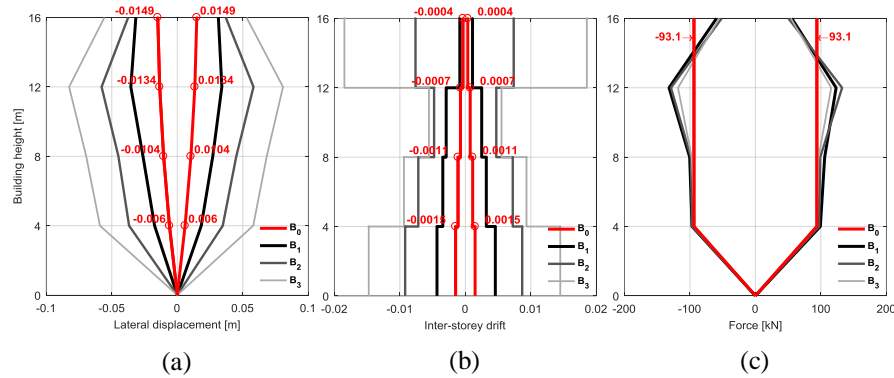 -0.0149 0.0149
-0.0134 0.0134
-0.0104 0.0104
-0.006 0.006
16
12
8
4
0
Building height [m]
B0
B1
B2
B3
-0.1 -0.05 0 0.05 0.1
Lateral displacement [m]
(a)
-0.0004 0.0004
-0.0007 0.0007
-0.0011 0.0011
-0.0015 0.0015
16
12
8
4
0
B0
B1
B2
B3
-0.02 -0.01 0 0.01 0.02
Inter-storey drift
(b)
-93.1 93.1
16
12
8
4
0
B0
B1
B2
B3
-200 -100 0 100 200
Force [kN]
(c)